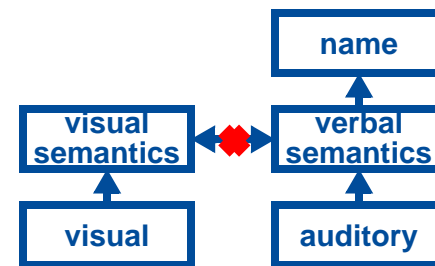 name
visual
semantics
verbal
semantics
visual
auditory